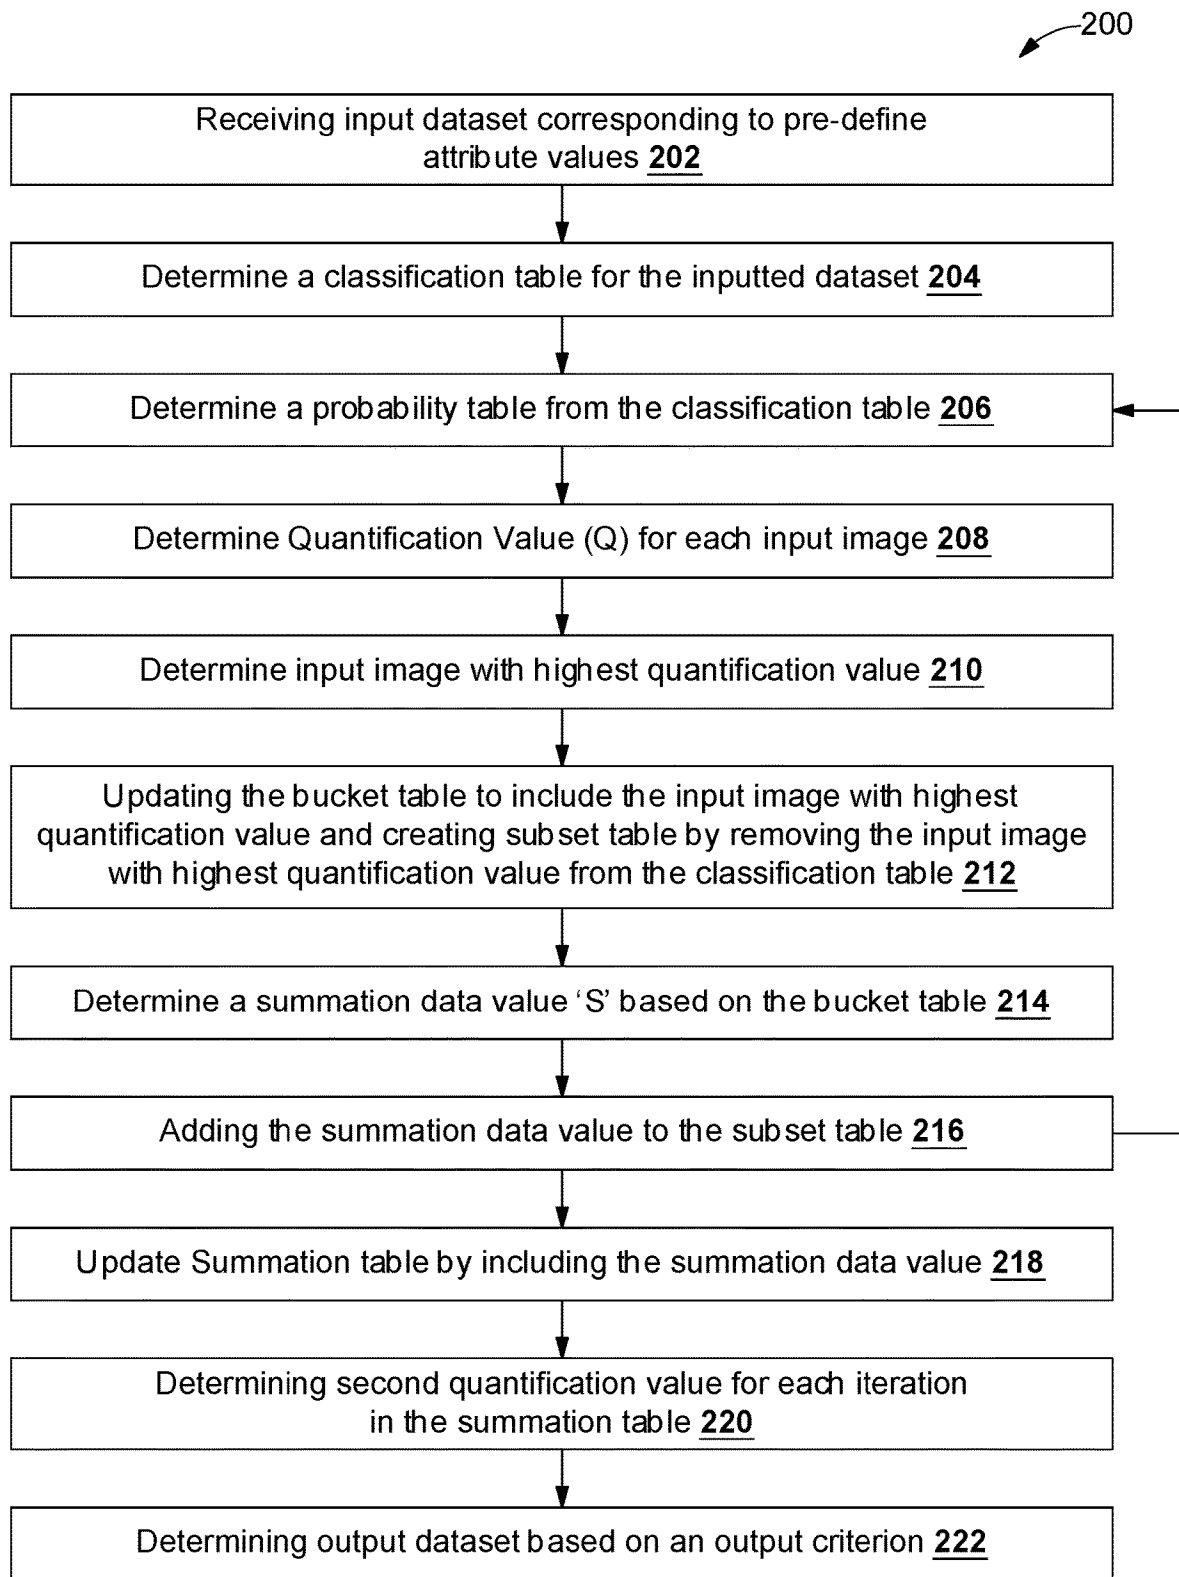 200
Receiving input dataset corresponding to pre-define
attribute values 202
Determine a classification table for the inputted dataset 204
Determine a probability table from the classification table 206
Determine Quantification Value (Q) for each input image 208
Determine input image with highest quantification value 210
Updating the bucket table to include the input image with highest
quantification value and creating subset table by removing the input image
with highest quantification value from the classification table 212
Determine a summation data value ‘S’ based on the bucket table 214
Adding the summation data value to the subset table 216
Update Summation table by including the summation data value 218
Determining second quantification value for each iteration
in the summation table 220
Determining output dataset based on an output criterion 222